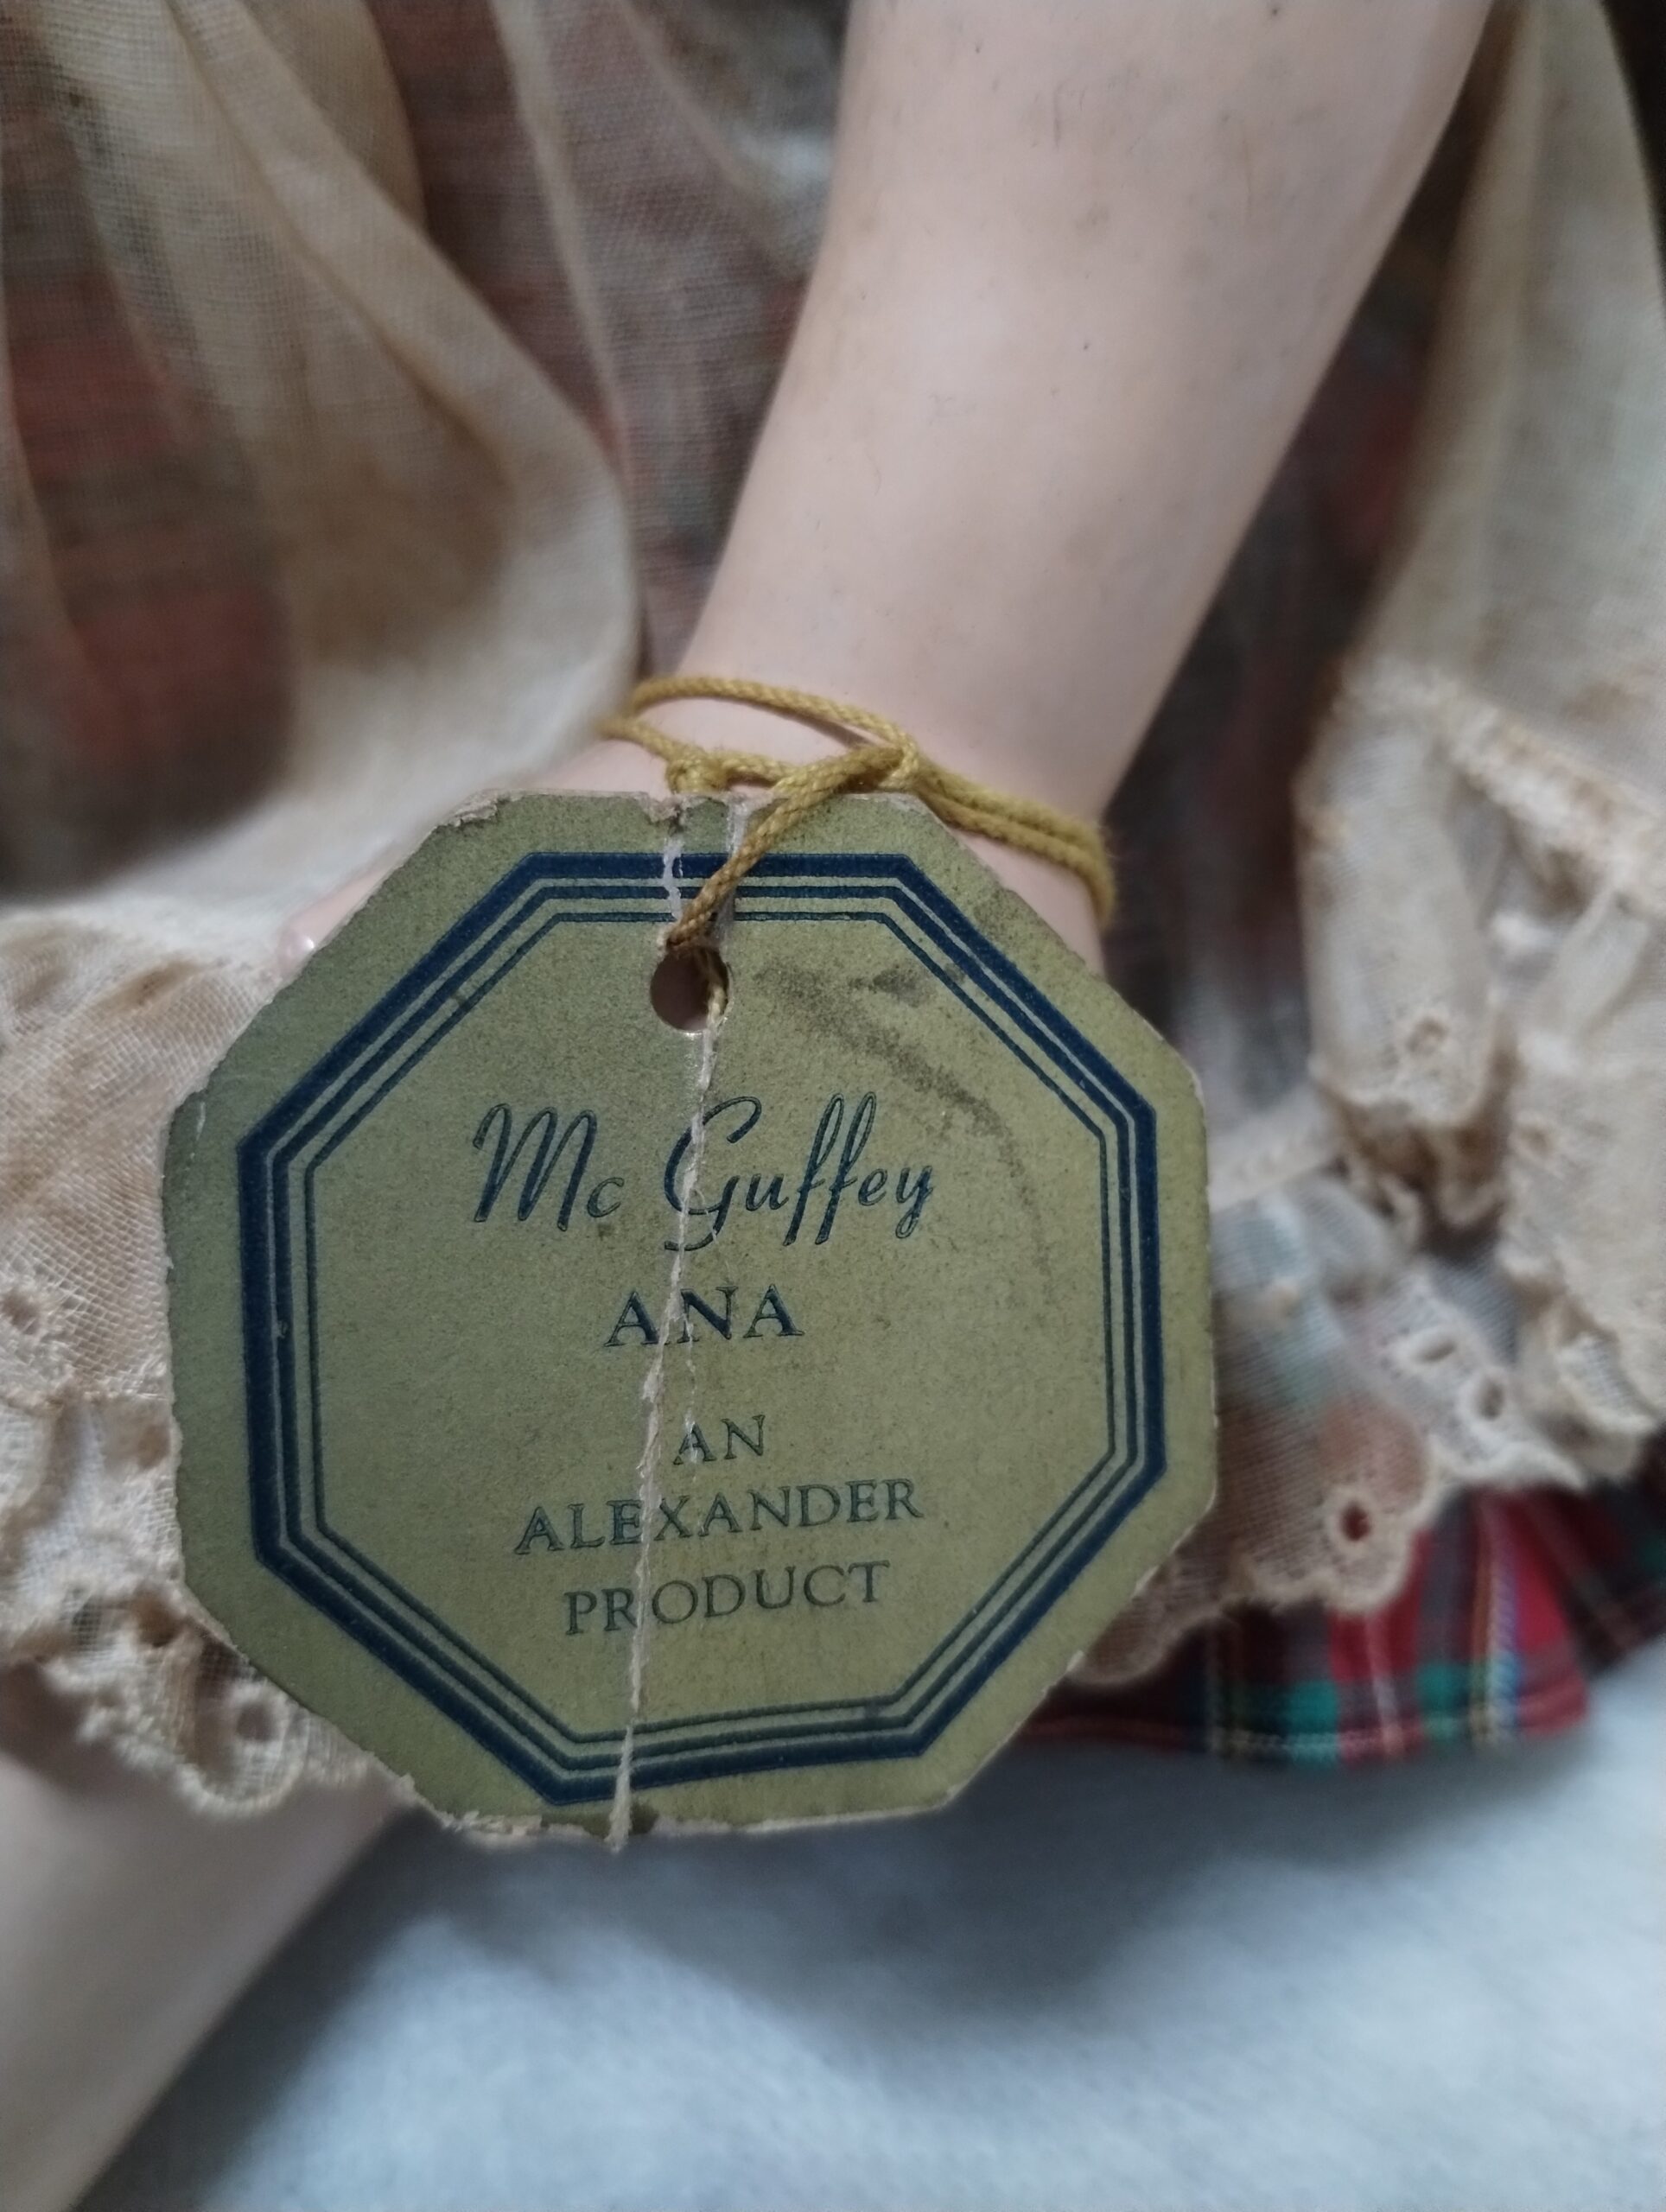 Mc Guffey
ANA
AN
ALEXANDER
PRODUCT